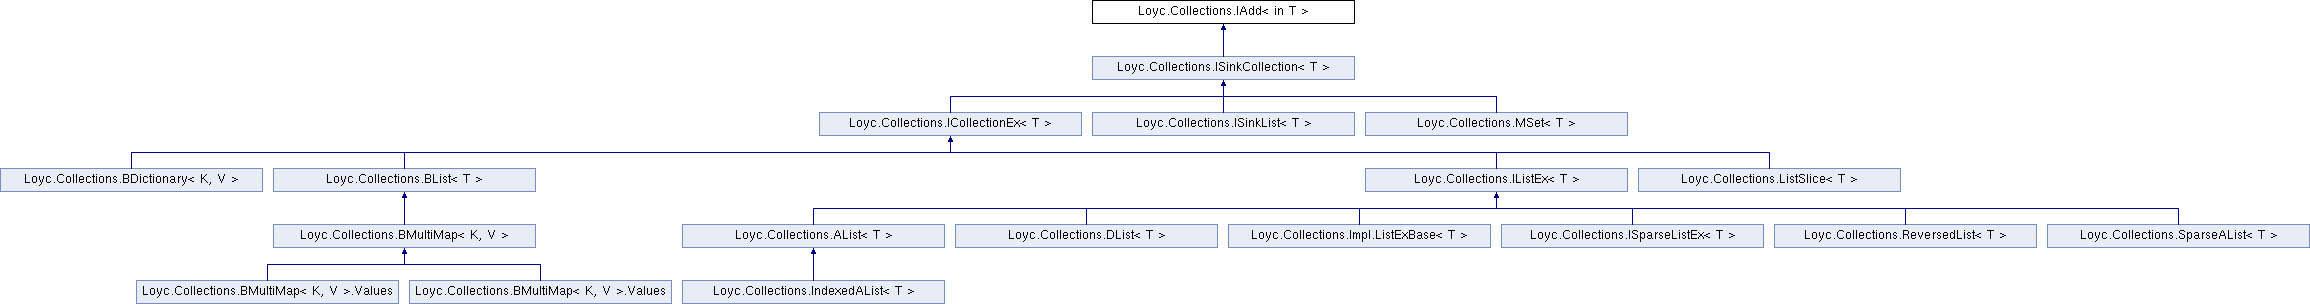 Loyc.Collections.IAdd< in T >
Loyc.Collections.ISinkCollection< T >
Loyc.Collections.ICollectionEx< T >
Loyc.Collections.ISinkList< T >
Loyc.Collections.MSet< T >
Loyc.Collections.BDictionary< K, V >
Loyc.Collections.BList< T >
Loyc.Collections.IListEx< T >
Loyc.Collections.ListSlice< T >
Loyc.Collections.BMultiMap< K, V >
Loyc.Collections.AList< T >
Loyc.Collections.DList< T >
Loyc.Collections.Impl.ListExBase< T >
Loyc.Collections.ISparseListEx< T >
Loyc.Collections.ReversedList< T >
Loyc.Collections.SparseAList< T >
Loyc.Collections.BMultiMap< K, V >.Values
Loyc.Collections.BMultiMap< K, V >.Values
Loyc.Collections.IndexedAList< T >